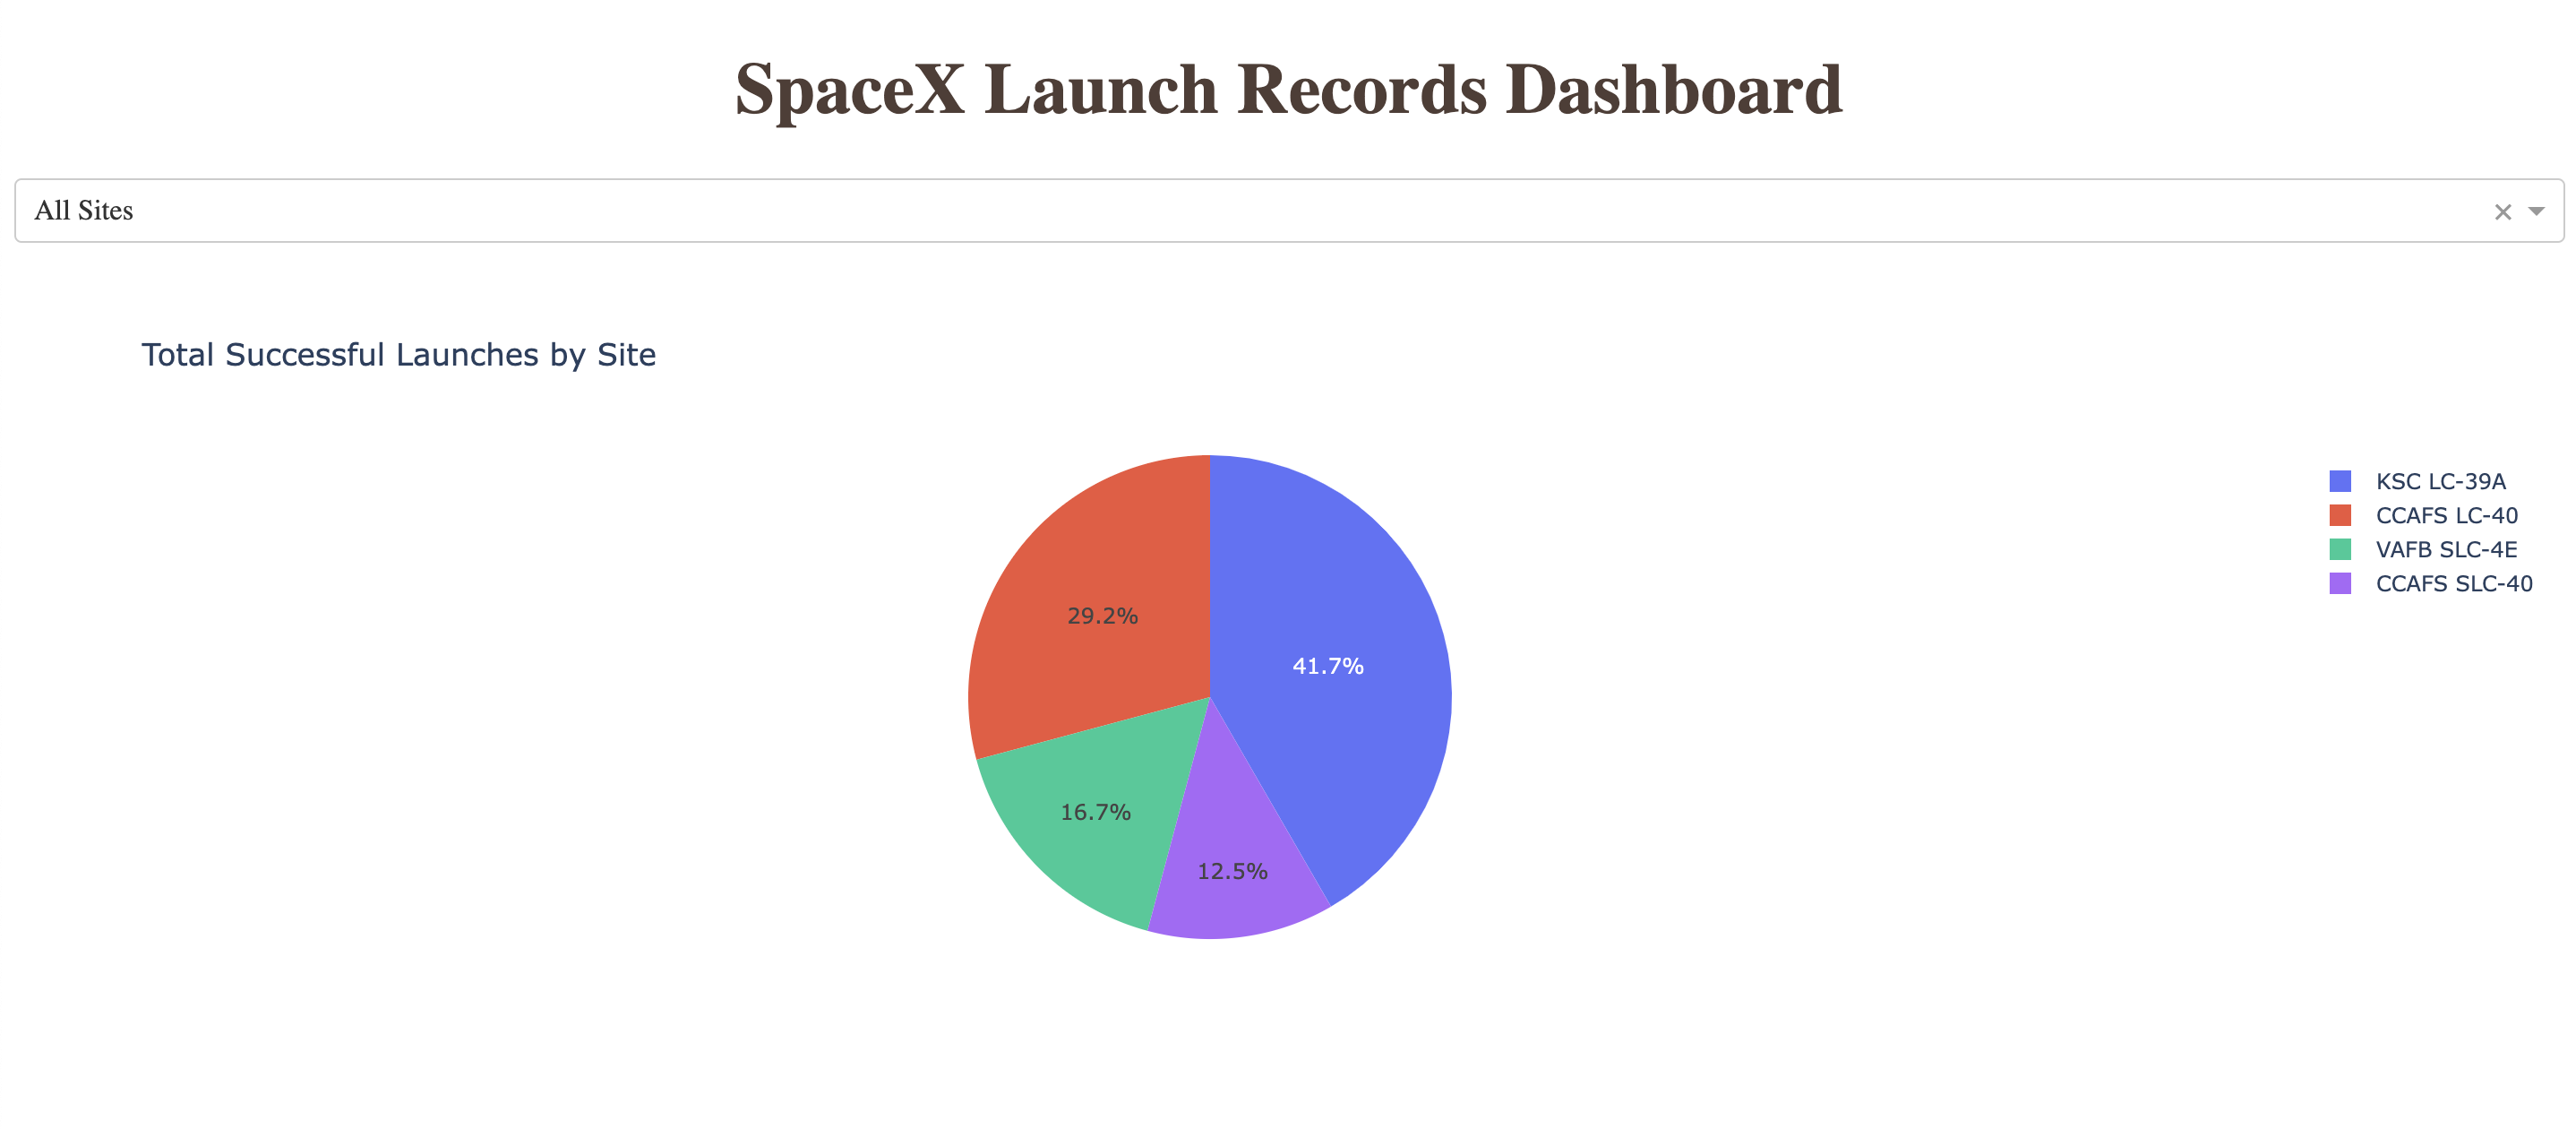 SpaceX Launch Records Dashboard
All Sites
Total Successful Launches by Site
KSC LC-39A
CCAFS LC-40
VAFB SLC-4E
CCAFS SLC-40
29.2%
41.7%
16.7%
12.5%